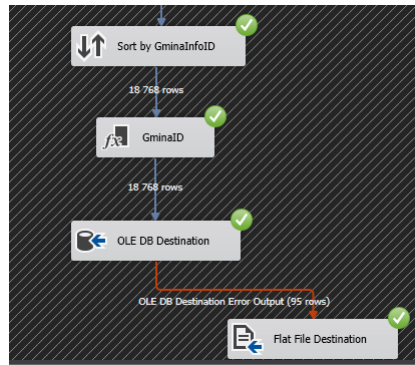 Sort by GminaInfoID
18 768 rows
fx GminaID
18 768 rows
OLE DB Destination
OLE DB Destination Error Output (95 rows)
Flat File Destination